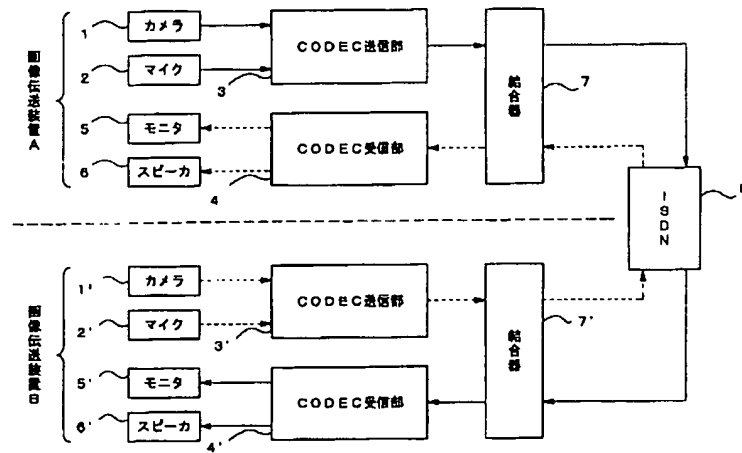 画像伝送装置A
1
カメラ
2
マイク
3
CODEC送信部
5
モニタ
6
スピーカ
4
CODEC受信部
結合器
7
ISDN
画像伝送装置B
1'
カメラ
2'
マイク
3'
CODEC送信部
5'
モニタ
6'
スピーカ
4'
CODEC受信部
結合器
7'